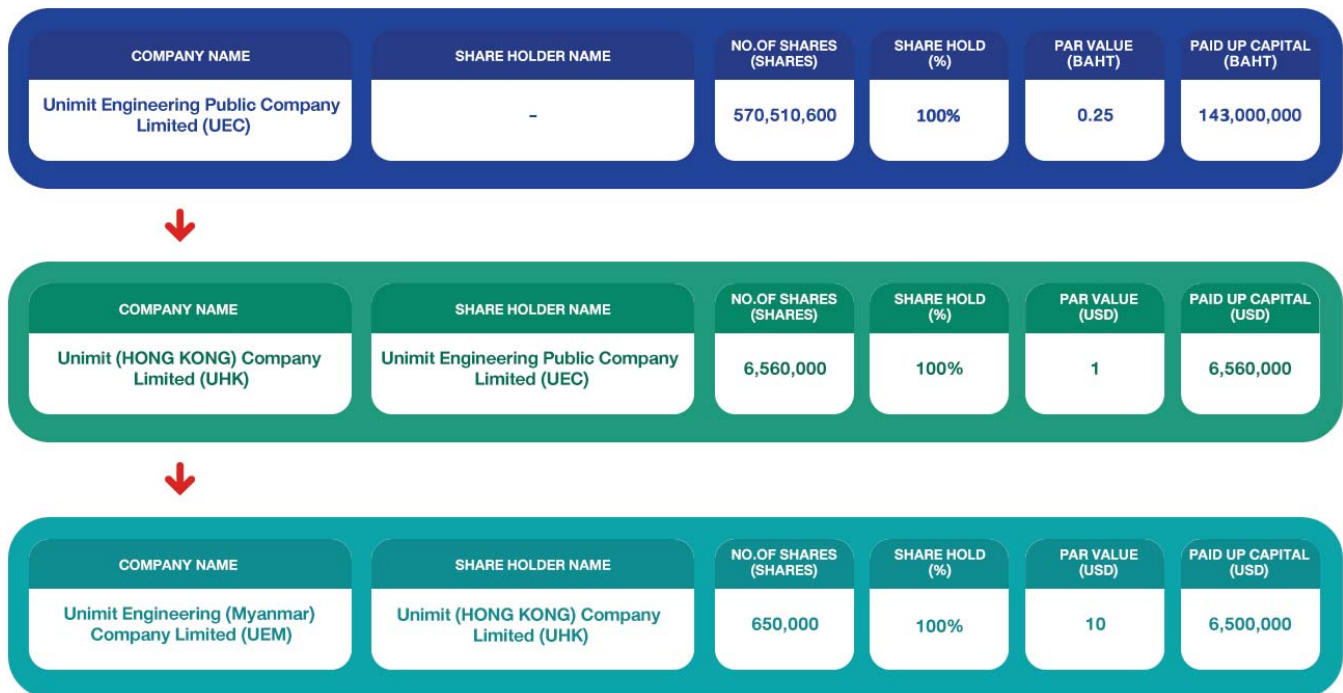 COMPANY NAME
SHARE HOLDER NAME
NO.OF SHARES
(SHARES)
SHARE HOLD
(%)
PAR VALUE
(BAHT)
PAID UP CAPITAL
(BAHT)
Unimit Engineering Public Company
Limited (UEC)
-
570,510,600
100%
0.25
143,000,000
COMPANY NAME
SHARE HOLDER NAME
NO.OF SHARES
(SHARES)
SHARE HOLD
(%)
PAR VALUE
(USD)
PAID UP CAPITAL
(USD)
Unimit (HONG KONG) Company
Limited (UHK)
Unimit Engineering Public Company
Limited (UEC)
6,560,000
100%
1
6,560,000
COMPANY NAME
SHARE HOLDER NAME
NO.OF SHARES
(SHARES)
SHARE HOLD
(%)
PAR VALUE
(USD)
PAID UP CAPITAL
(USD)
Unimit Engineering (Myanmar)
Company Limited (UEM)
Unimit (HONG KONG) Company
Limited (UHK)
650,000
100%
10
6,500,000